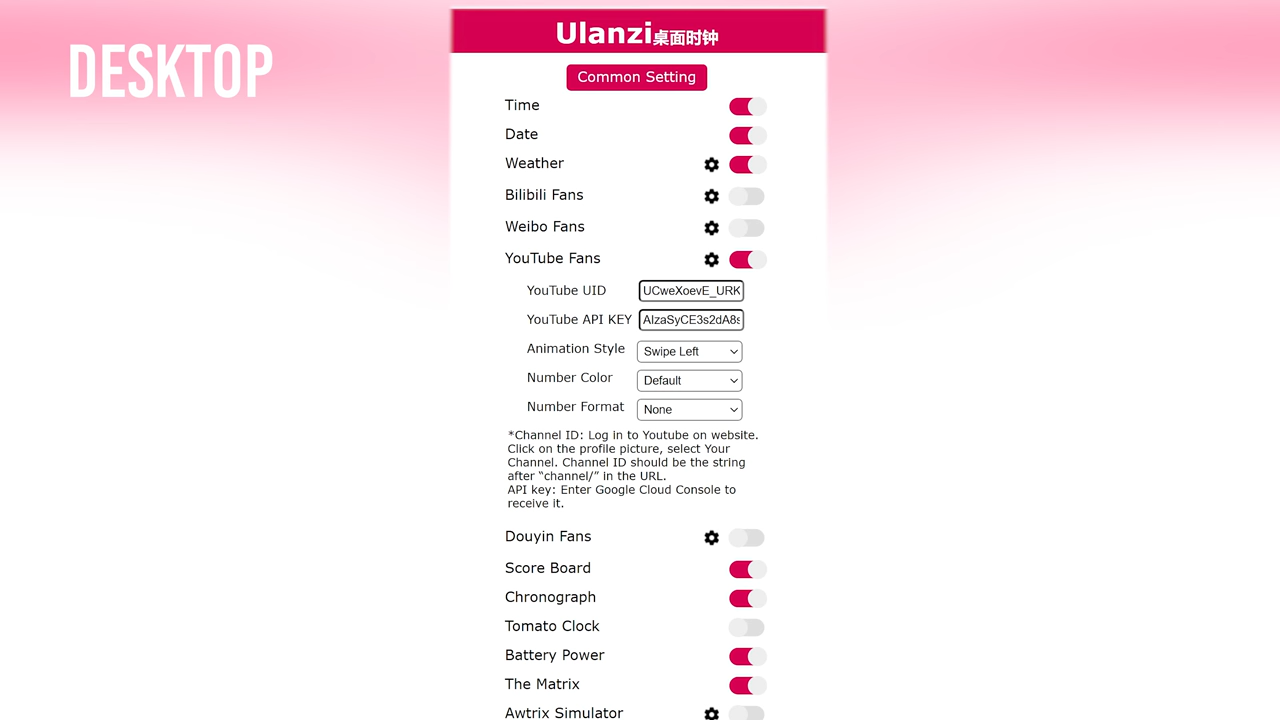 DESKTOP
Ulanzi桌面时钟
Common Setting
Time
Date
Weather
Bilibili Fans
Weibo Fans
YouTube Fans
YouTube UID UCweXoevE_URK
YouTube API KEY AIzaSyCE3s2dA8s
Animation Style Swipe Left
Number Color Default
Number Format None
*Channel ID: Log in to Youtube on website.
Click on the profile picture, select Your
Channel. Channel ID should be the string
after “channel/” in the URL.
API key: Enter Google Cloud Console to
receive it.
Douyin Fans
Score Board
Chronograph
Tomato Clock
Battery Power
The Matrix
Awtrix Simulator